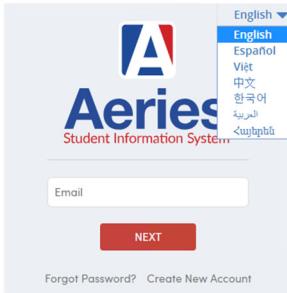 English
English
Español
Việt
中文
한국어
العربية
Հայերեն
Aeries
Student Information System
Email
NEXT
Forgot Password? Create New Account